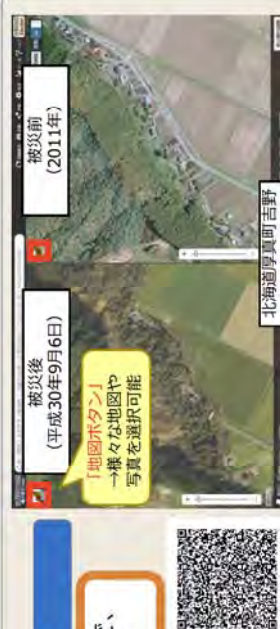 被災後
(平成30年9月6日)
被災前
(2011年)
「地図ボタン」
→様々な地図や
写真を選択可能
北海道厚真町吉野